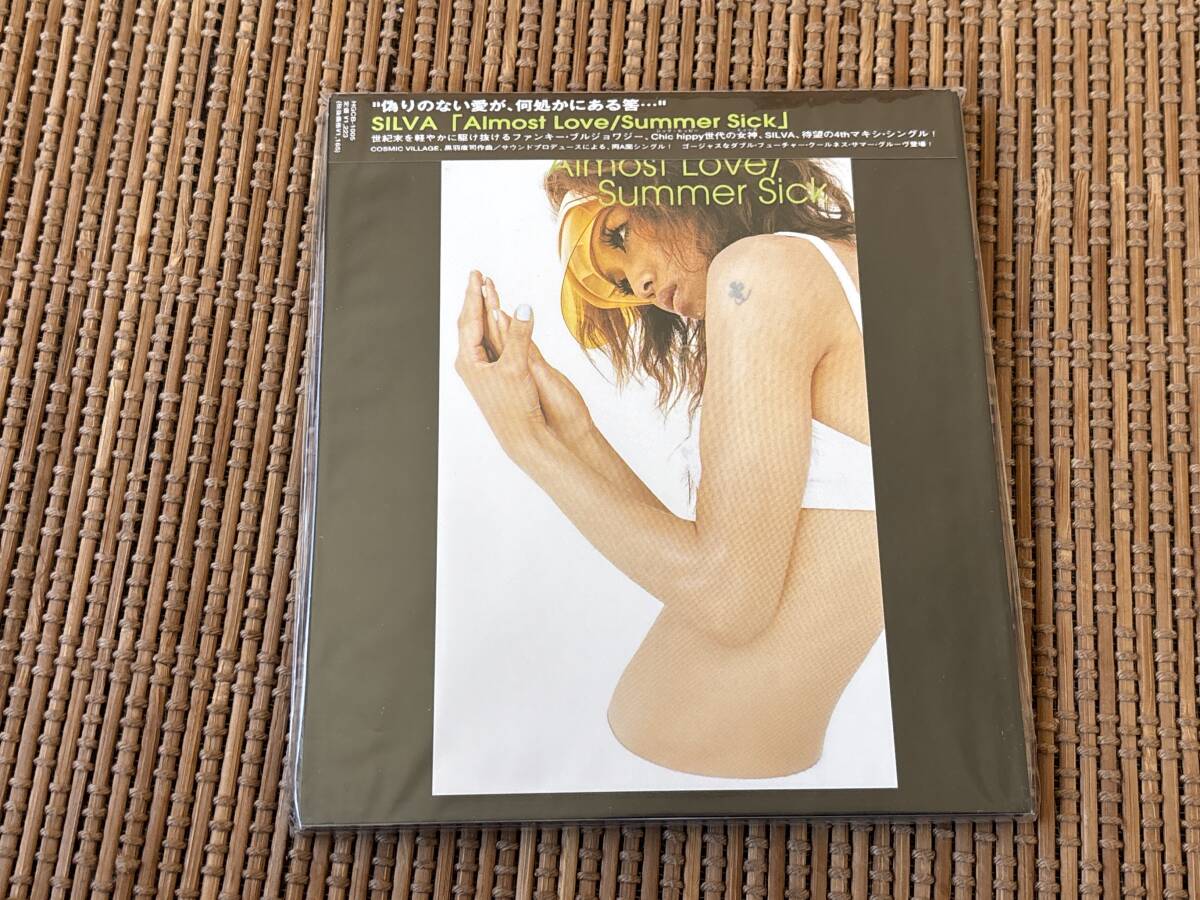 "偽りのない愛が、何処かにある筈…"
SILVA「Almost Love/Summer Sick」
世紀末を軽やかに駆け抜けるファンキー・ブルジョワジー、Chic hippy世代の女神、SILVA、待望の4thマキシ・シングル！
COSMIC VILLAGE、黒羽康司作曲／サウンドプロデュースによる、両A面シングル！ ゴージャスなダブル・フューチャー・クールネス・サマー・グルーヴ登場！
HGCB-1005
定価 ¥1,223
Almost Love/
Summer Sick